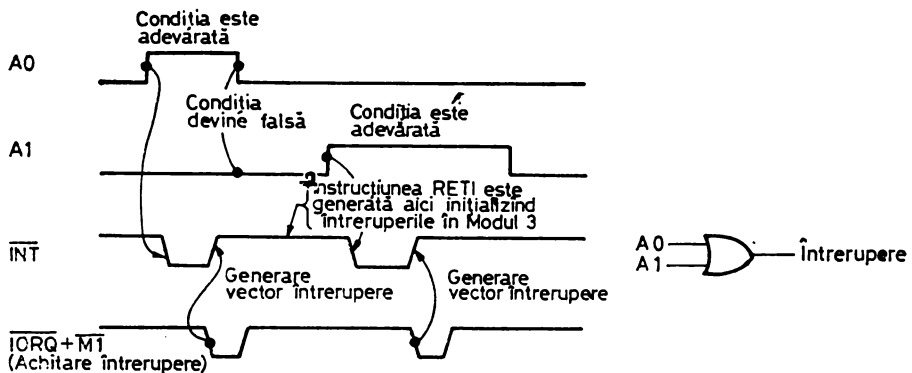 Condiția este
adevărată
A0
Condiția
devine falsă
Condiția este
adevărată
A1
Instrucțiunea RETI este
generată aici inițializînd
întreruperile în Modul 3
INT
Generare
vector întrerupere
Generare
vector întrerupere
IORQ + M1
(Achitare întrerupere)
A0
A1
Întrerupere